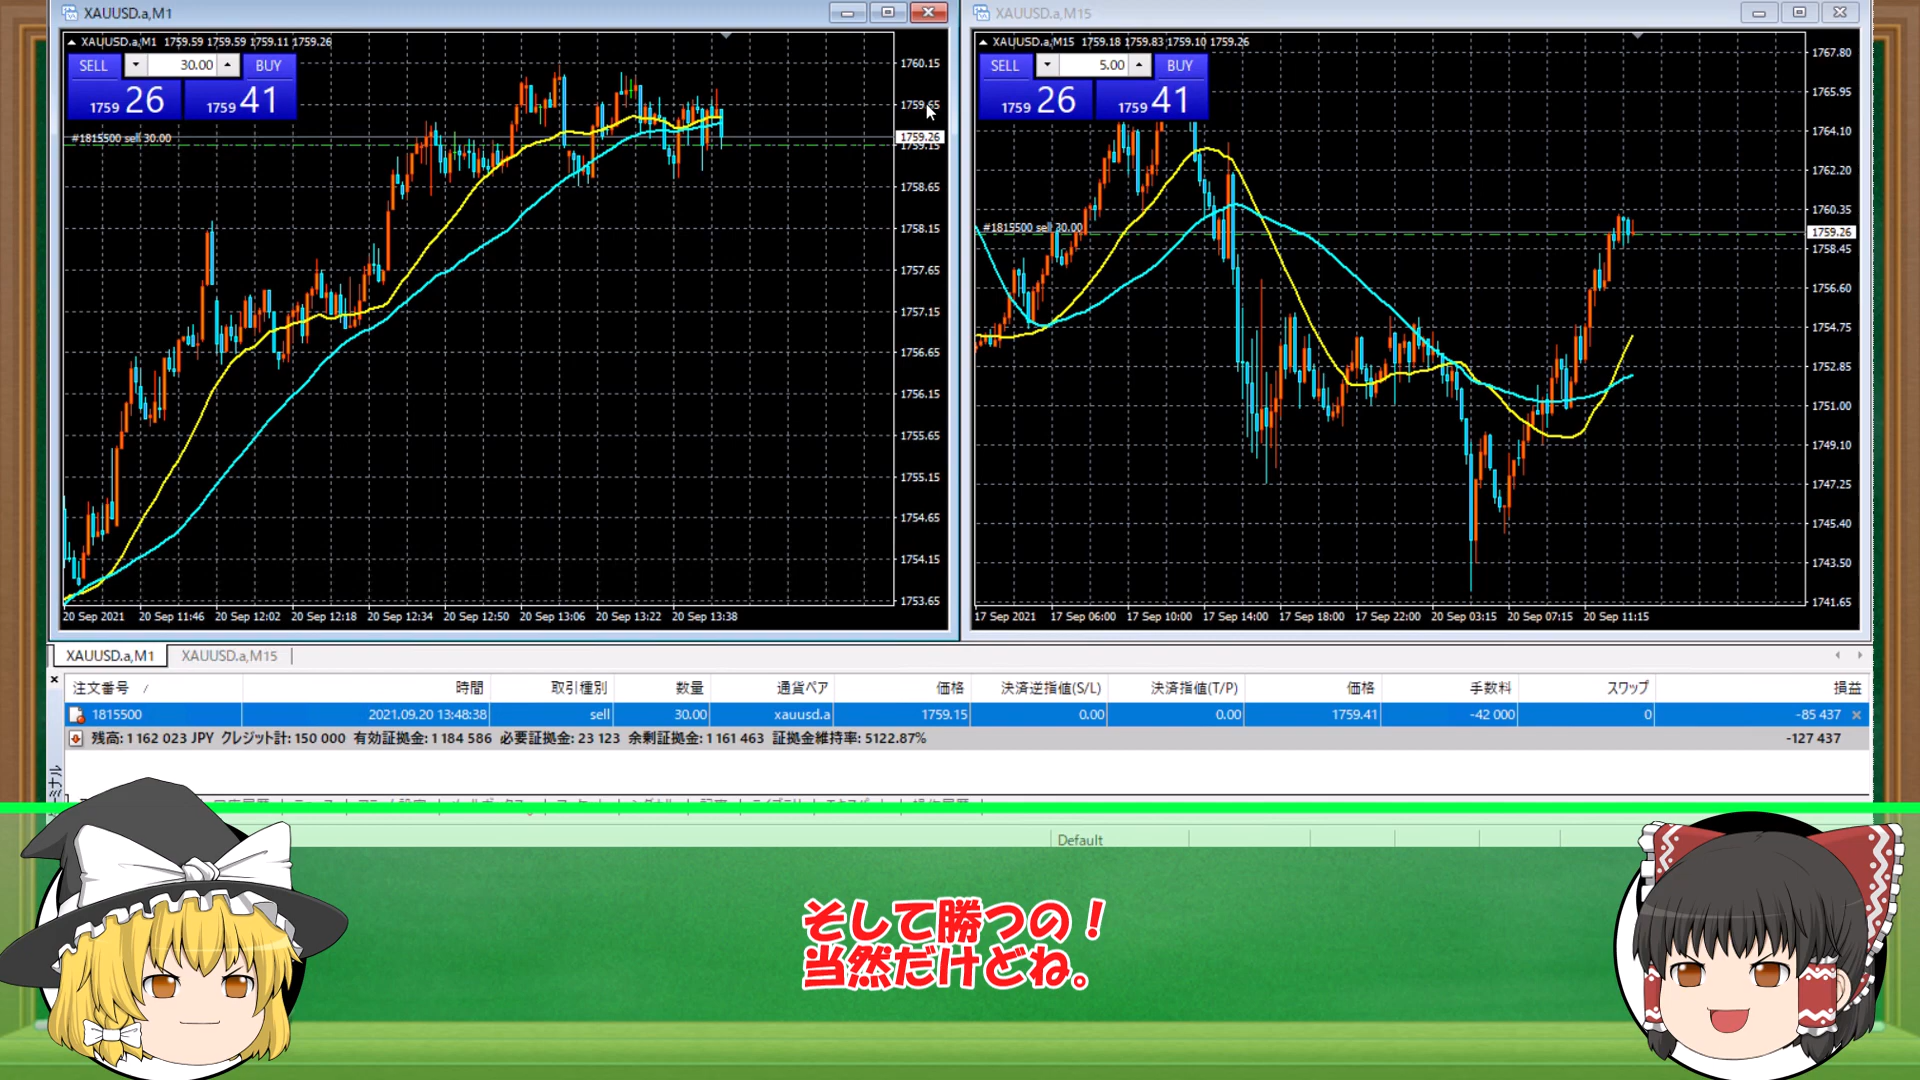 XAUUSD.a,M1
XAUUSD.a,M15
XAUUSD.a,M1 1759.59 1759.59 1759.11 1759.26
SELL 30.00 BUY
1759 26 1759 41
#1815500 sell 30.00
1760.15
1759.65
1759.26
1759.15
1758.65
1758.15
1757.65
1757.15
1756.65
1756.15
1755.65
1755.15
1754.65
1754.15
1753.65
20 Sep 2021 20 Sep 11:46 20 Sep 12:02 20 Sep 12:18 20 Sep 12:34 20 Sep 12:50 20 Sep 13:06 20 Sep 13:22 20 Sep 13:38
XAUUSD.a,M15 1759.18 1759.83 1759.10 1759.26
SELL 5.00 BUY
1759 26 1759 41
#1815500 sell 30.00
1767.80
1765.95
1764.10
1762.20
1760.35
1759.26
1758.45
1756.60
1754.75
1752.85
1751.00
1749.10
1747.25
1745.40
1743.50
1741.65
17 Sep 2021 17 Sep 06:00 17 Sep 10:00 17 Sep 14:00 17 Sep 18:00 17 Sep 22:00 20 Sep 03:15 20 Sep 07:15 20 Sep 11:15
XAUUSD.a,M1 XAUUSD.a,M15
注文番号 時間 取引種別 数量 通貨ペア 価格 決済逆指値(S/L) 決済指値(T/P) 価格 手数料 スワップ 損益
1815500 2021.09.20 13:48:38 sell 30.00 xauusd.a 1759.15 0.00 0.00 1759.41 -42 000 0 -85 437
残高: 1 162 023 JPY クレジット計: 150 000 有効証拠金: 1 184 586 必要証拠金: 23 123 余剰証拠金: 1 161 463 証拠金維持率: 5122.87% -127 437
Default
そして勝つの！
当然だけどね。